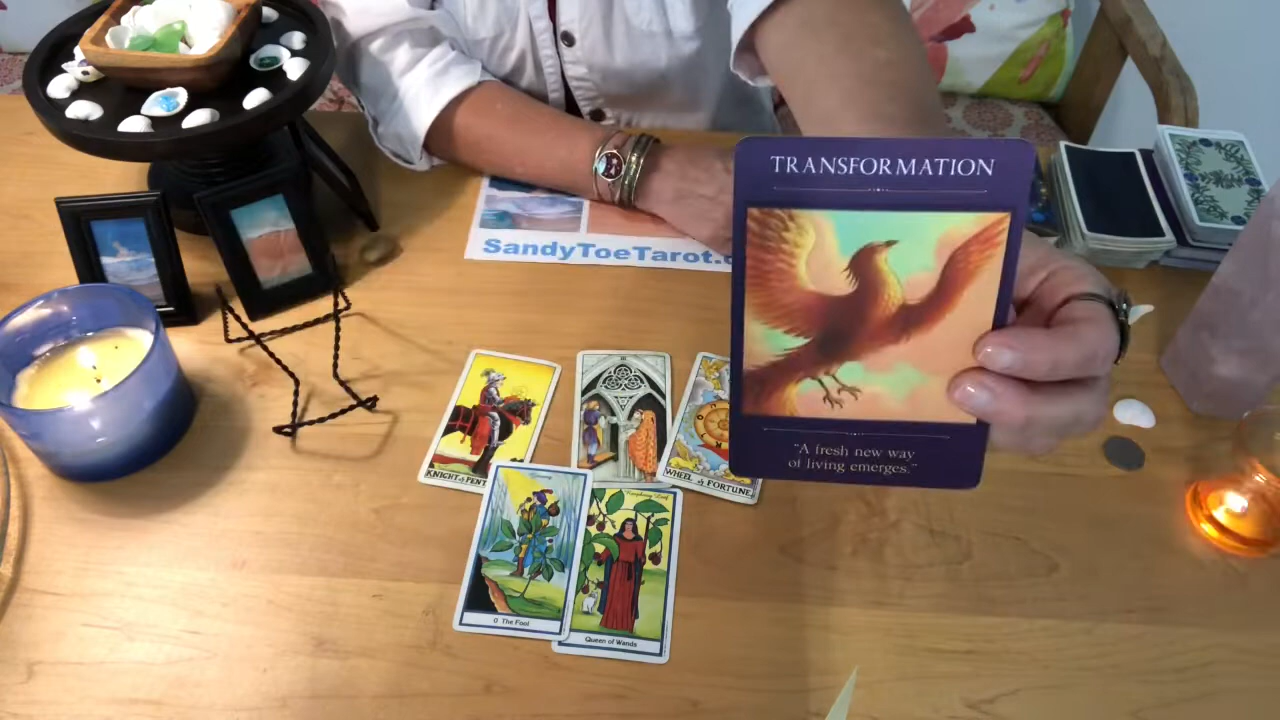 TRANSFORMATION
"A fresh new way
of living emerges."
SandyToeTarot.c
III
KNIGHT of PENT
WHEEL of FORTUNE.
0 The Fool
Queen of Wands